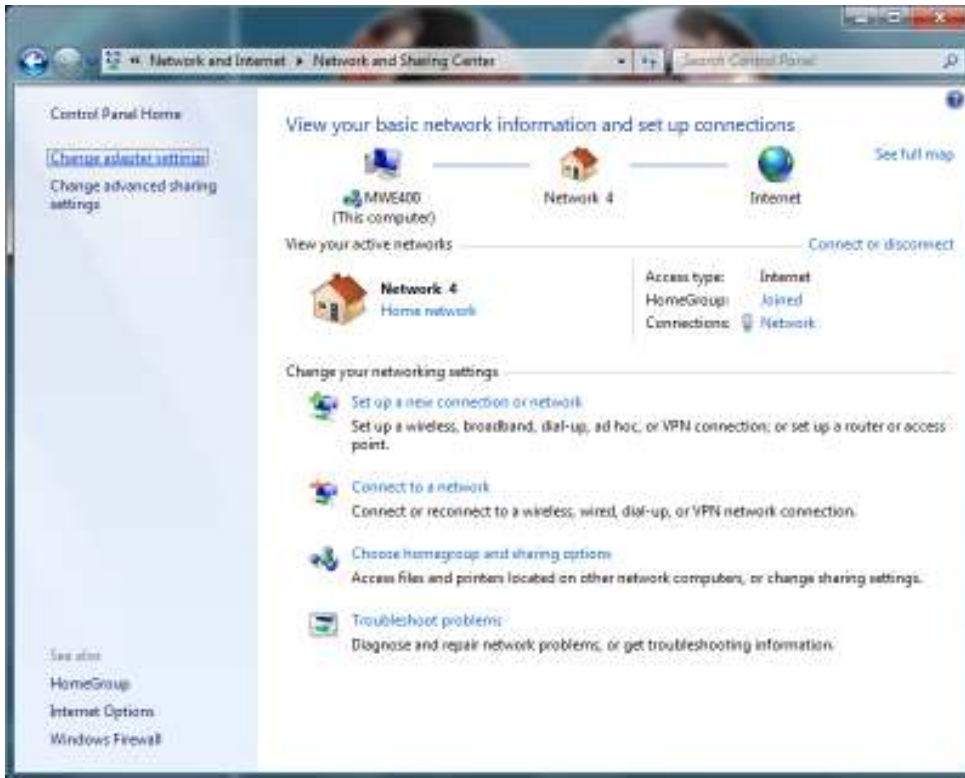 « Network and Internet ▸ Network and Sharing Center
Search Control Panel
Control Panel Home
Change adapter settings
Change advanced sharing
settings
See also
HomeGroup
Internet Options
Windows Firewall
View your basic network information and set up connections
See full map
MWE400
(This computer)
Network 4
Internet
View your active networks
Connect or disconnect
Network 4
Home network
Access type: Internet
HomeGroup: Joined
Connections: Network
Change your networking settings
Set up a new connection or network
Set up a wireless, broadband, dial-up, ad hoc, or VPN connection; or set up a router or access
point.
Connect to a network
Connect or reconnect to a wireless, wired, dial-up, or VPN network connection.
Choose homegroup and sharing options
Access files and printers located on other network computers, or change sharing settings.
Troubleshoot problems
Diagnose and repair network problems, or get troubleshooting information.